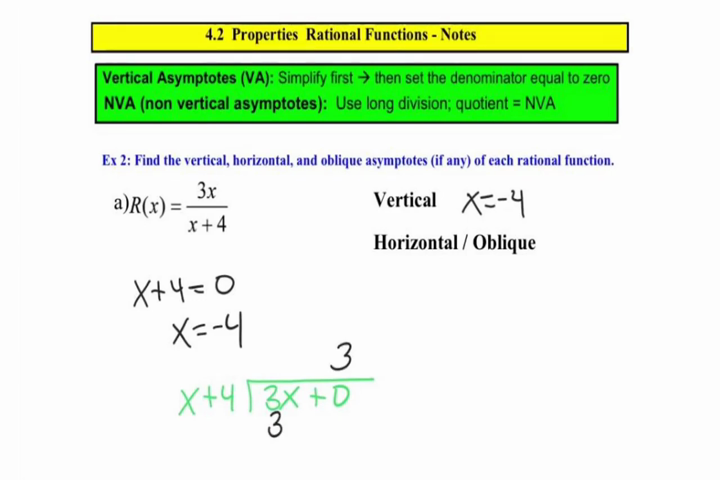 4.2 Properties Rational Functions - Notes
Vertical Asymptotes (VA): Simplify first → then set the denominator equal to zero
NVA (non vertical asymptotes): Use long division; quotient = NVA
Ex 2: Find the vertical, horizontal, and oblique asymptotes (if any) of each rational function.
a) R(x) = 3x / x + 4
Vertical x=-4
Horizontal / Oblique
x+4=0
x=-4
3
x+4 3x+0
3